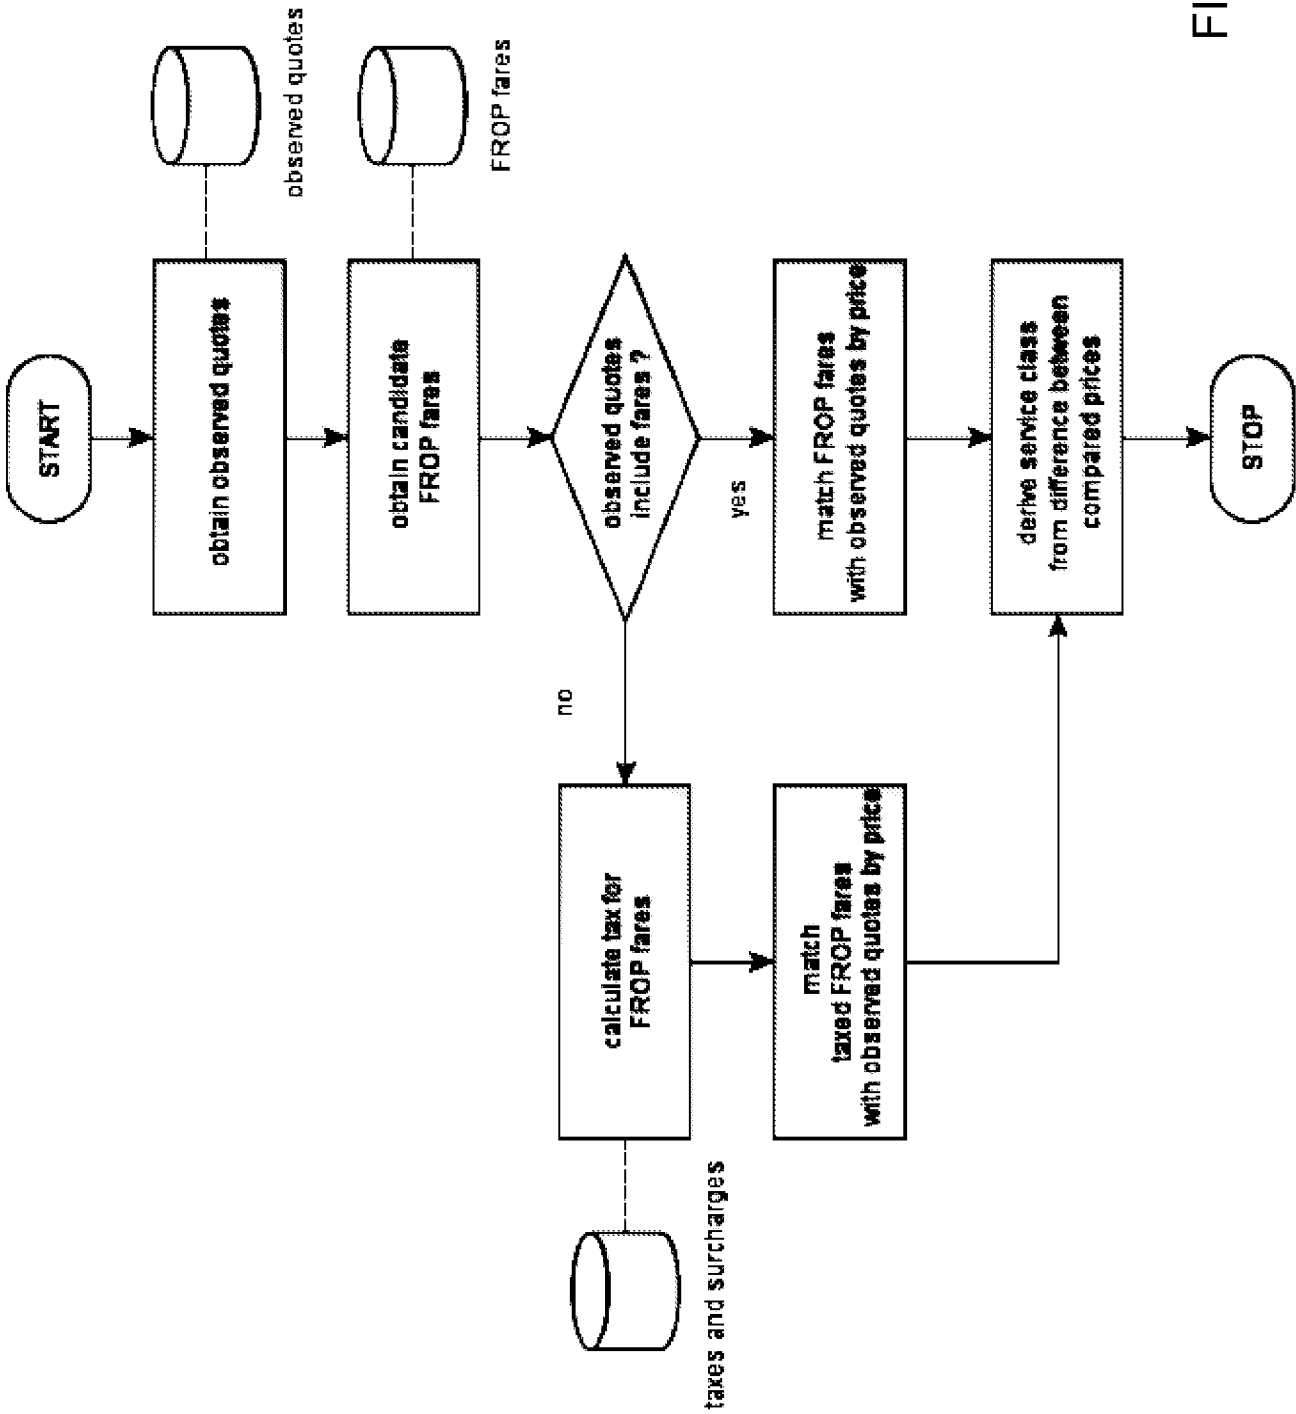 START
obtain observed quotes
observed quotes
obtain candidate
FROP fares
FROP fares
observed quotes
include fares ?
no
yes
calculate tax for
FROP fares
taxes and surcharges
match FROP fares
with observed quotes by price
match
taxed FROP fares
with observed quotes by price
derive service class
from difference between
compared prices
STOP